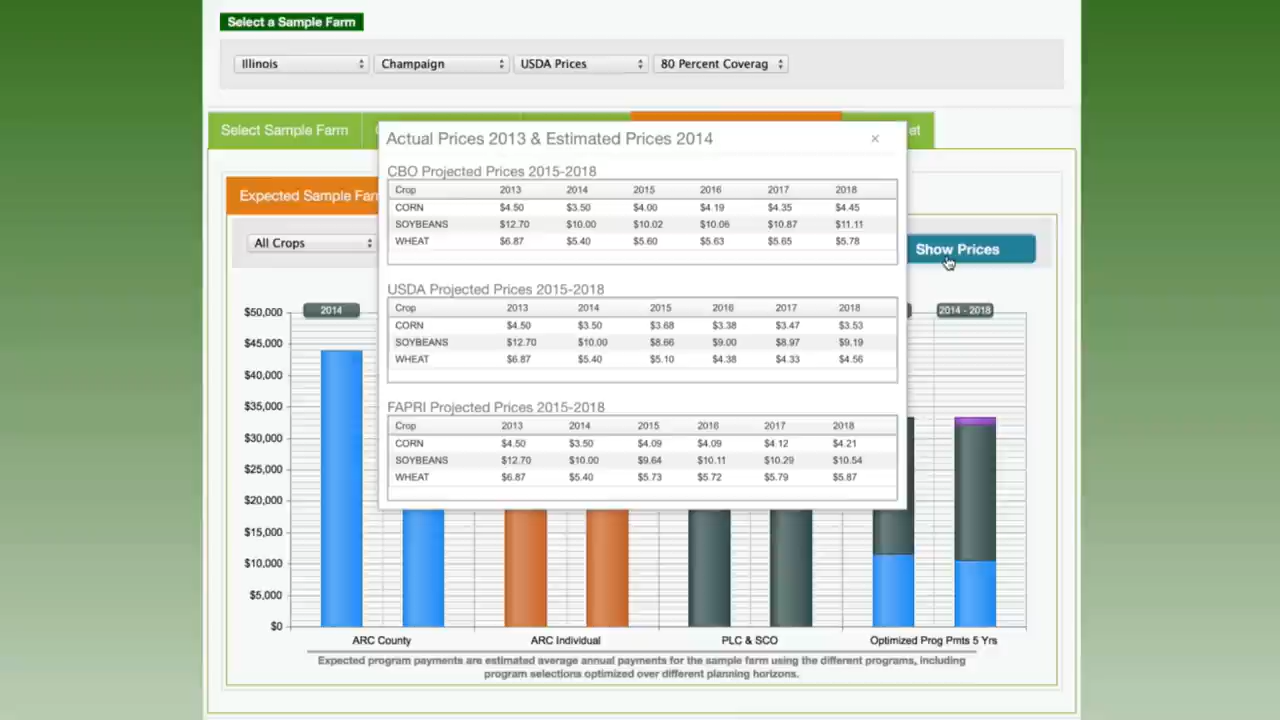 Select a Sample Farm
Illinois Champaign USDA Prices 80 Percent Coverag
Select Sample Farm
Actual Prices 2013 & Estimated Prices 2014 ×
CBO Projected Prices 2015-2018
Crop 2013 2014 2015 2016 2017 2018
CORN $4.50 $3.50 $4.00 $4.19 $4.35 $4.45
SOYBEANS $12.70 $10.00 $10.02 $10.06 $10.87 $11.11
WHEAT $6.87 $5.40 $5.60 $5.63 $5.65 $5.78
USDA Projected Prices 2015-2018
Crop 2013 2014 2015 2016 2017 2018
CORN $4.50 $3.50 $3.68 $3.38 $3.47 $3.53
SOYBEANS $12.70 $10.00 $8.66 $9.00 $8.97 $9.19
WHEAT $6.87 $5.40 $5.10 $4.38 $4.33 $4.56
FAPRI Projected Prices 2015-2018
Crop 2013 2014 2015 2016 2017 2018
CORN $4.50 $3.50 $4.09 $4.09 $4.12 $4.21
SOYBEANS $12.70 $10.00 $9.64 $10.11 $10.29 $10.54
WHEAT $6.87 $5.40 $5.73 $5.72 $5.79 $5.87
Expected Sample Far
All Crops
Show Prices
2014
2014 - 2018
$50,000
$45,000
$40,000
$35,000
$30,000
$25,000
$20,000
$15,000
$10,000
$5,000
$0
ARC County ARC Individual PLC & SCO Optimized Prog Pmts 5 Yrs
Expected program payments are estimated average annual payments for the sample farm using the different programs, including
program selections optimized over different planning horizons.